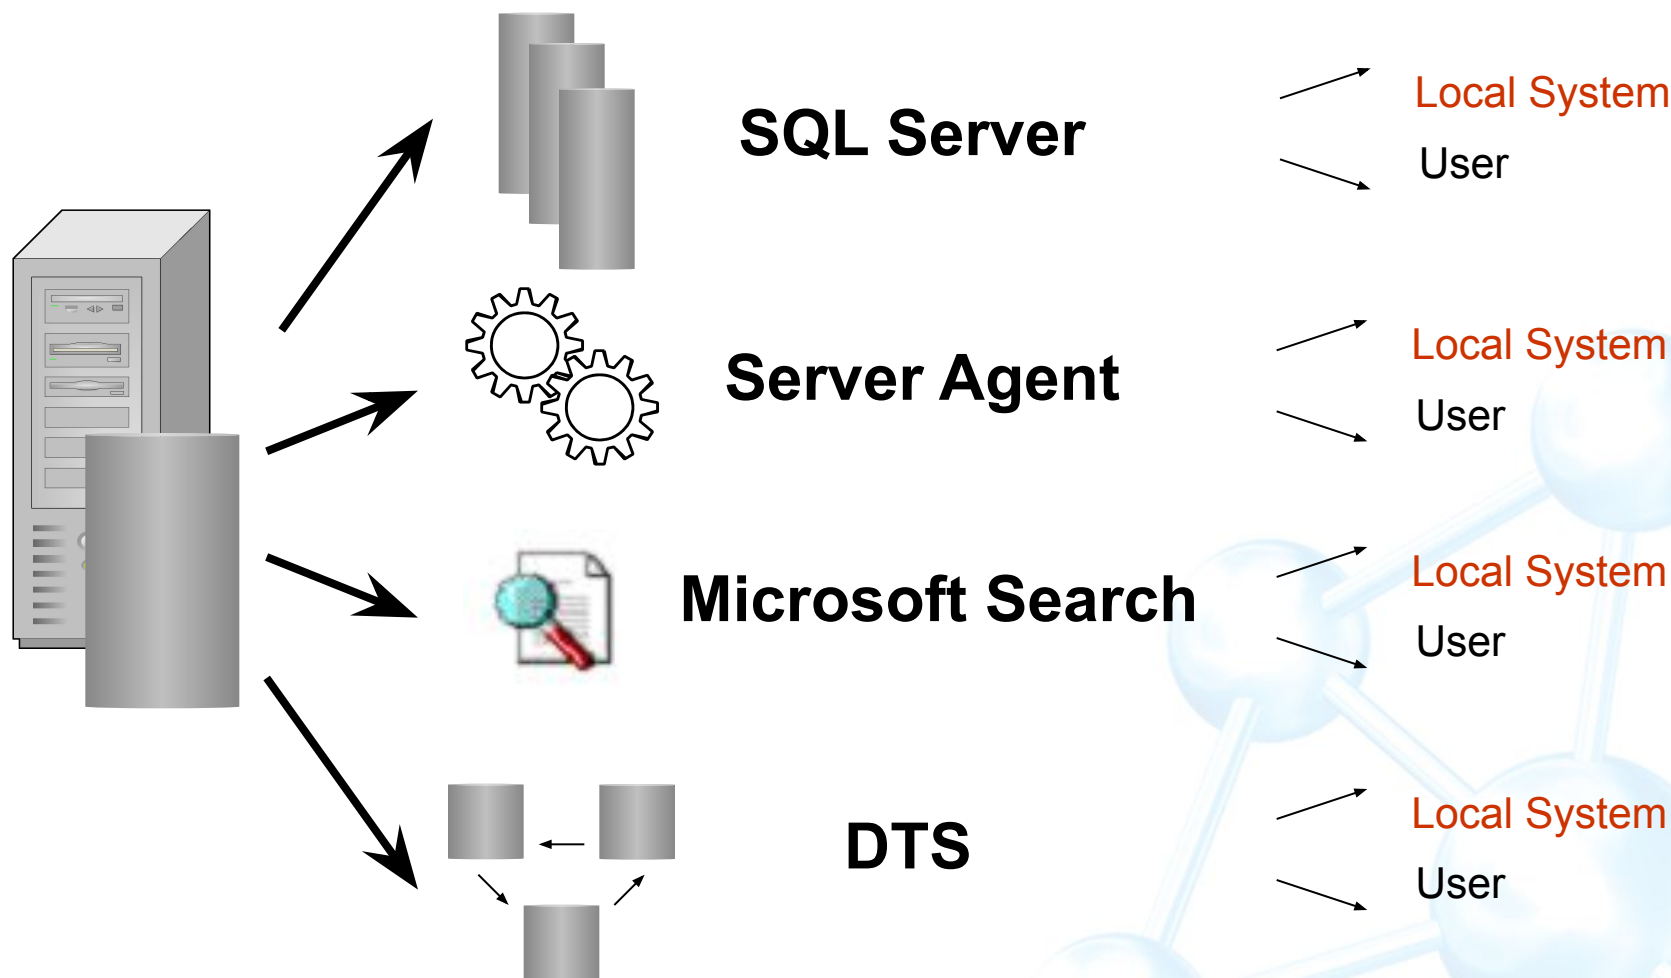 SQL Server
Local System
User
Server Agent
Local System
User
Microsoft Search
Local System
User
DTS
Local System
User